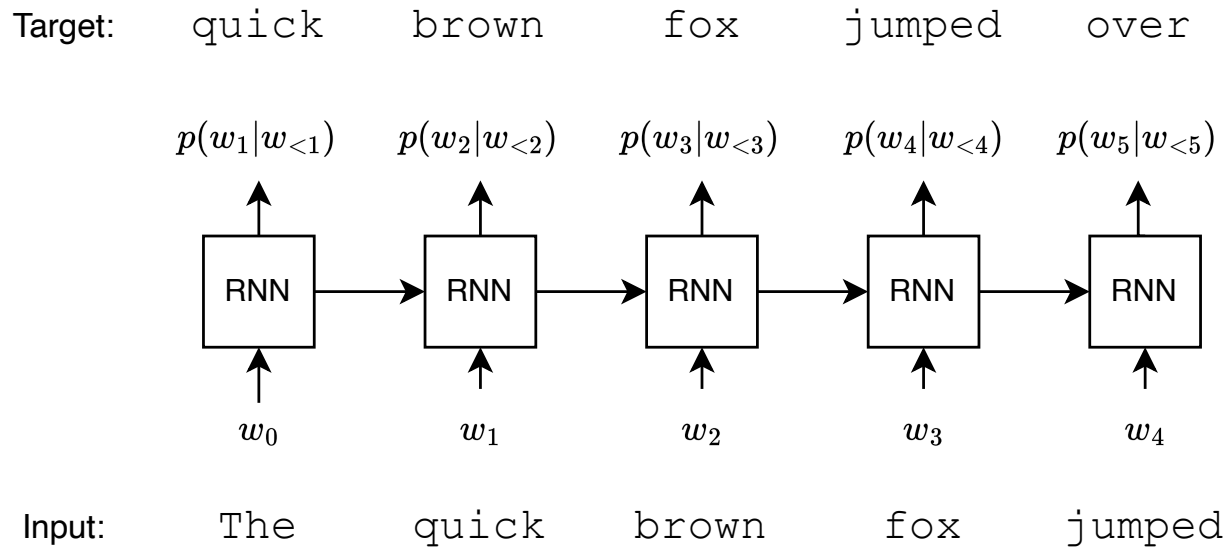 Target: quick brown fox jumped over
p(w₁|w<₁) p(w₂|w<₂) p(w₃|w<₃) p(w₄|w<₄) p(w₅|w<₅)
RNN RNN RNN RNN RNN
w₀ w₁ w₂ w₃ w₄
Input: The quick brown fox jumped